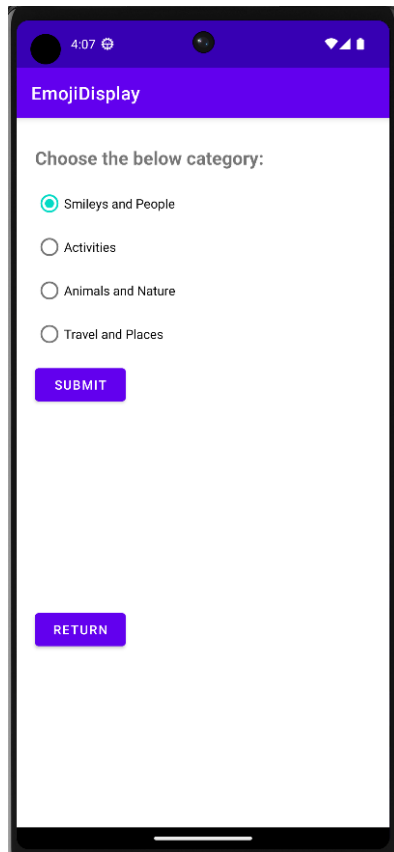 4:07
EmojiDisplay
Choose the below category:
Smileys and People
Activities
Animals and Nature
Travel and Places
SUBMIT
RETURN